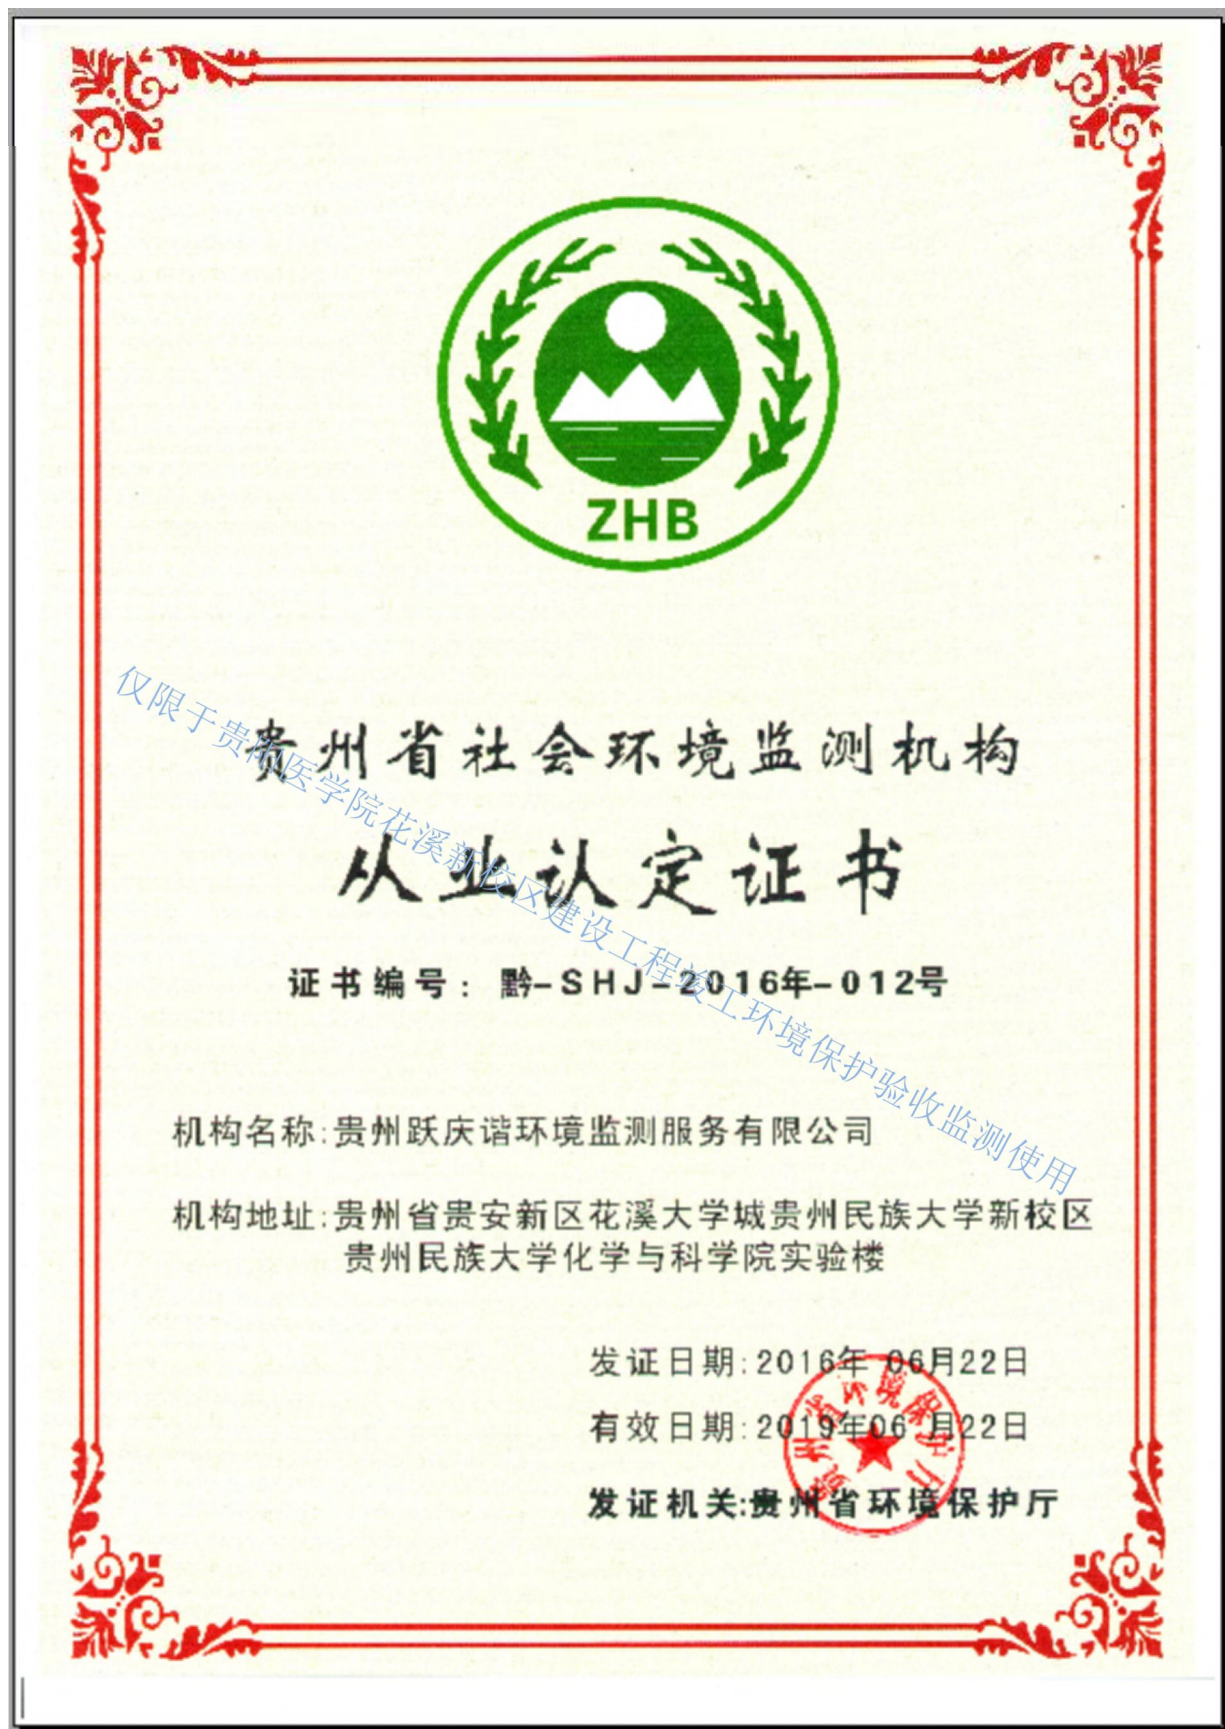 ZHB
贵州省社会环境监测机构
从业认定证书
证书编号：黔-SHJ-2016年-012号
机构名称:贵州跃庆谐环境监测服务有限公司
机构地址:贵州省贵安新区花溪大学城贵州民族大学新校区
贵州民族大学化学与科学院实验楼
发证日期:2016年 06月22日
有效日期:2019年06 月22日
发证机关:贵州省环境保护厅
贵州省环境保护厅
仅限于贵阳医学院花溪新校区建设工程竣工环境保护验收监测使用